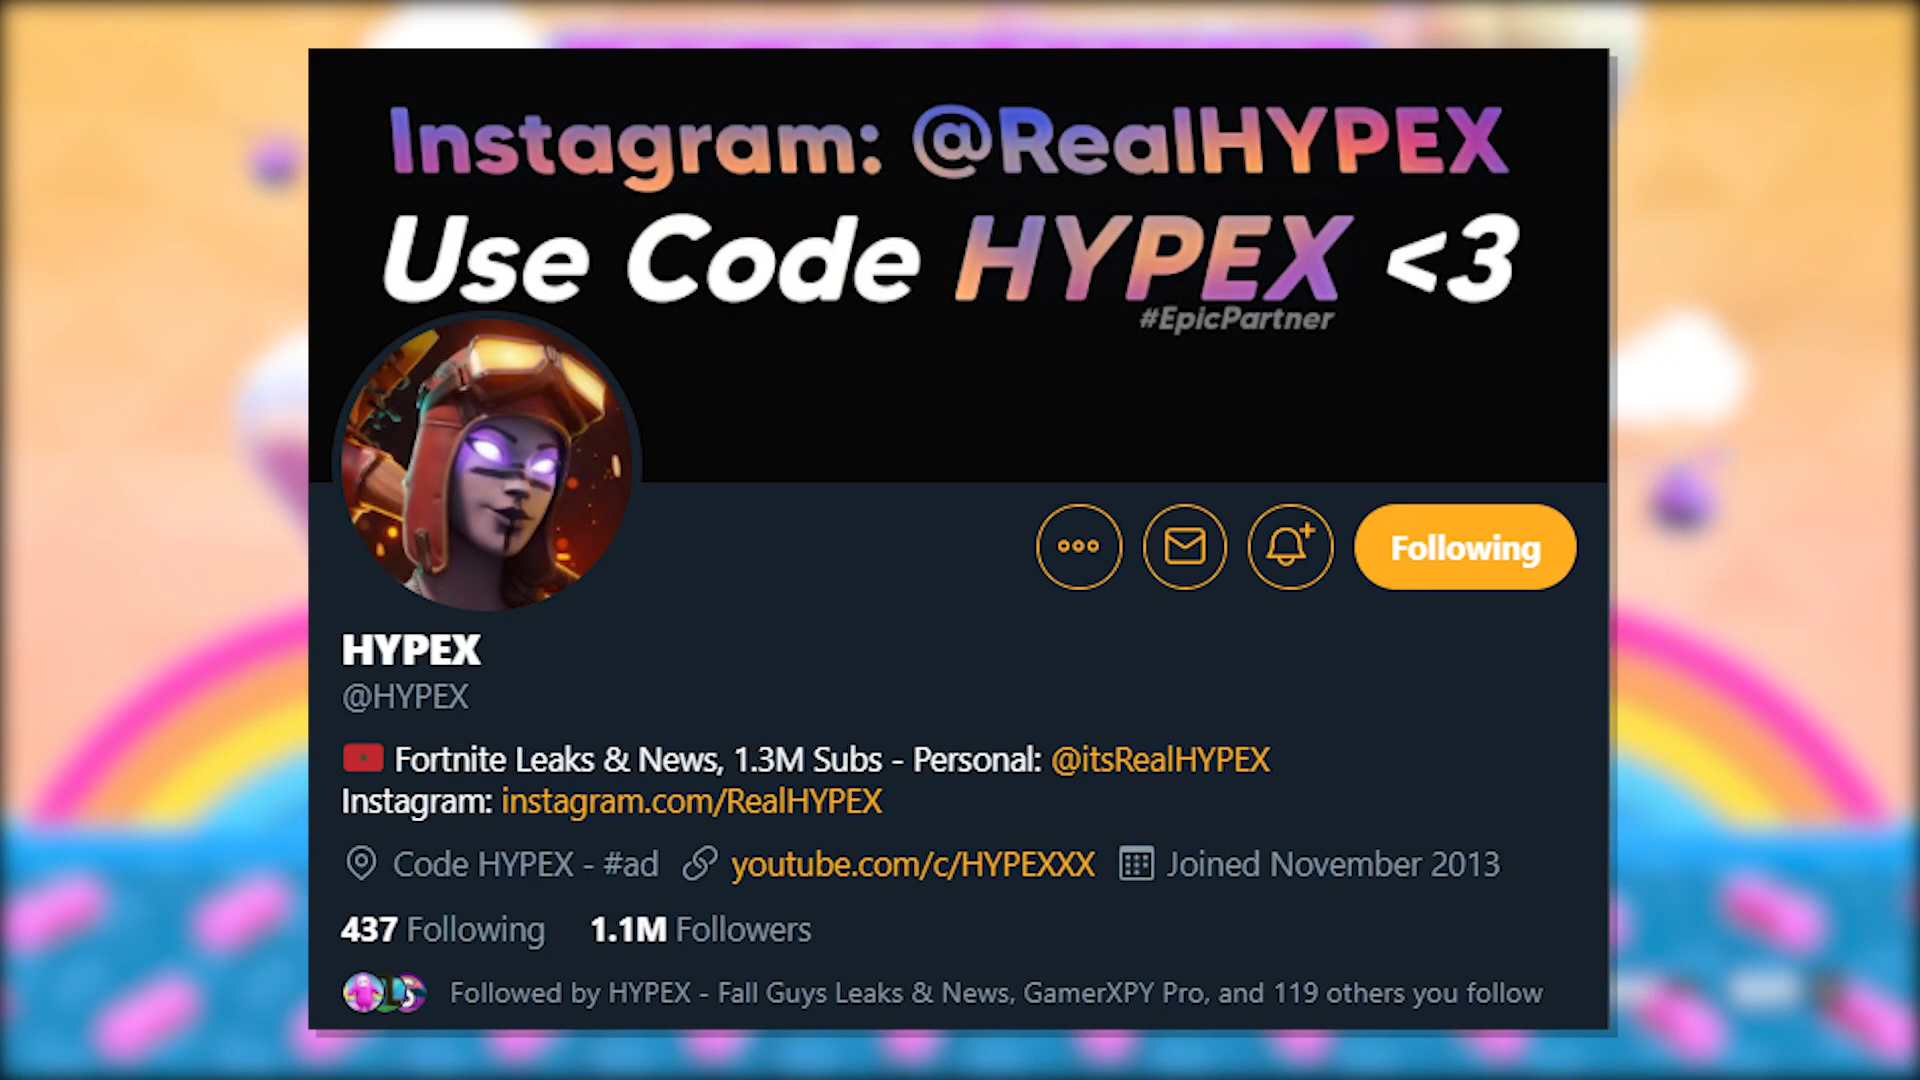 Instagram: @RealHYPEX
Use Code HYPEX <3
#EpicPartner
Following
HYPEX
@HYPEX
Fortnite Leaks & News, 1.3M Subs - Personal: @itsRealHYPEX
Instagram: instagram.com/RealHYPEX
Code HYPEX - #ad youtube.com/c/HYPEXXX Joined November 2013
437 Following 1.1M Followers
Followed by HYPEX - Fall Guys Leaks & News, GamerXPY Pro, and 119 others you follow